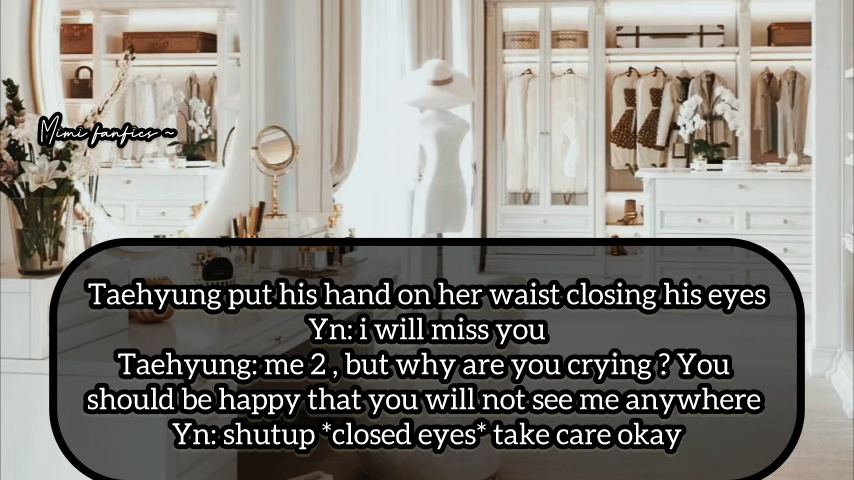 Mimi fanfics ~
Taehyung put his hand on her waist closing his eyes
Yn: i will miss you
Taehyung: me 2 , but why are you crying ? You
should be happy that you will not see me anywhere
Yn: shutup *closed eyes* take care okay